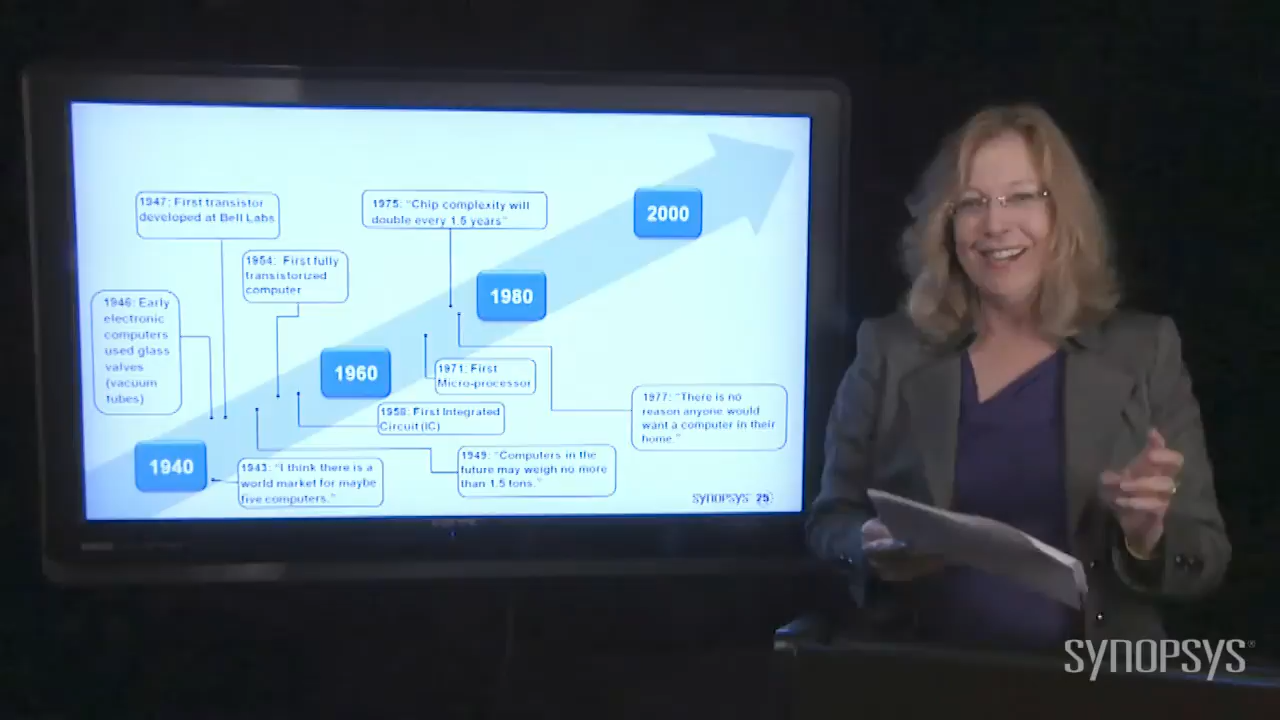 2000
1947: First transistor
developed at Bell Labs
1975: "Chip complexity will
double every 1.5 years"
1954: First fully
transistorized
computer
1980
1946: Early
electronic
computers
used glass
valves
(vacuum
tubes)
1960
1971: First
Micro-processor
1977: "There is no
reason anyone would
want a computer in their
home."
1958: First Integrated
Circuit (IC)
1940
1943: "I think there is a
world market for maybe
five computers."
1949: "Computers in the
future may weigh no more
than 1.5 tons."
SYNOPSYS 25
SYNOPSYS®